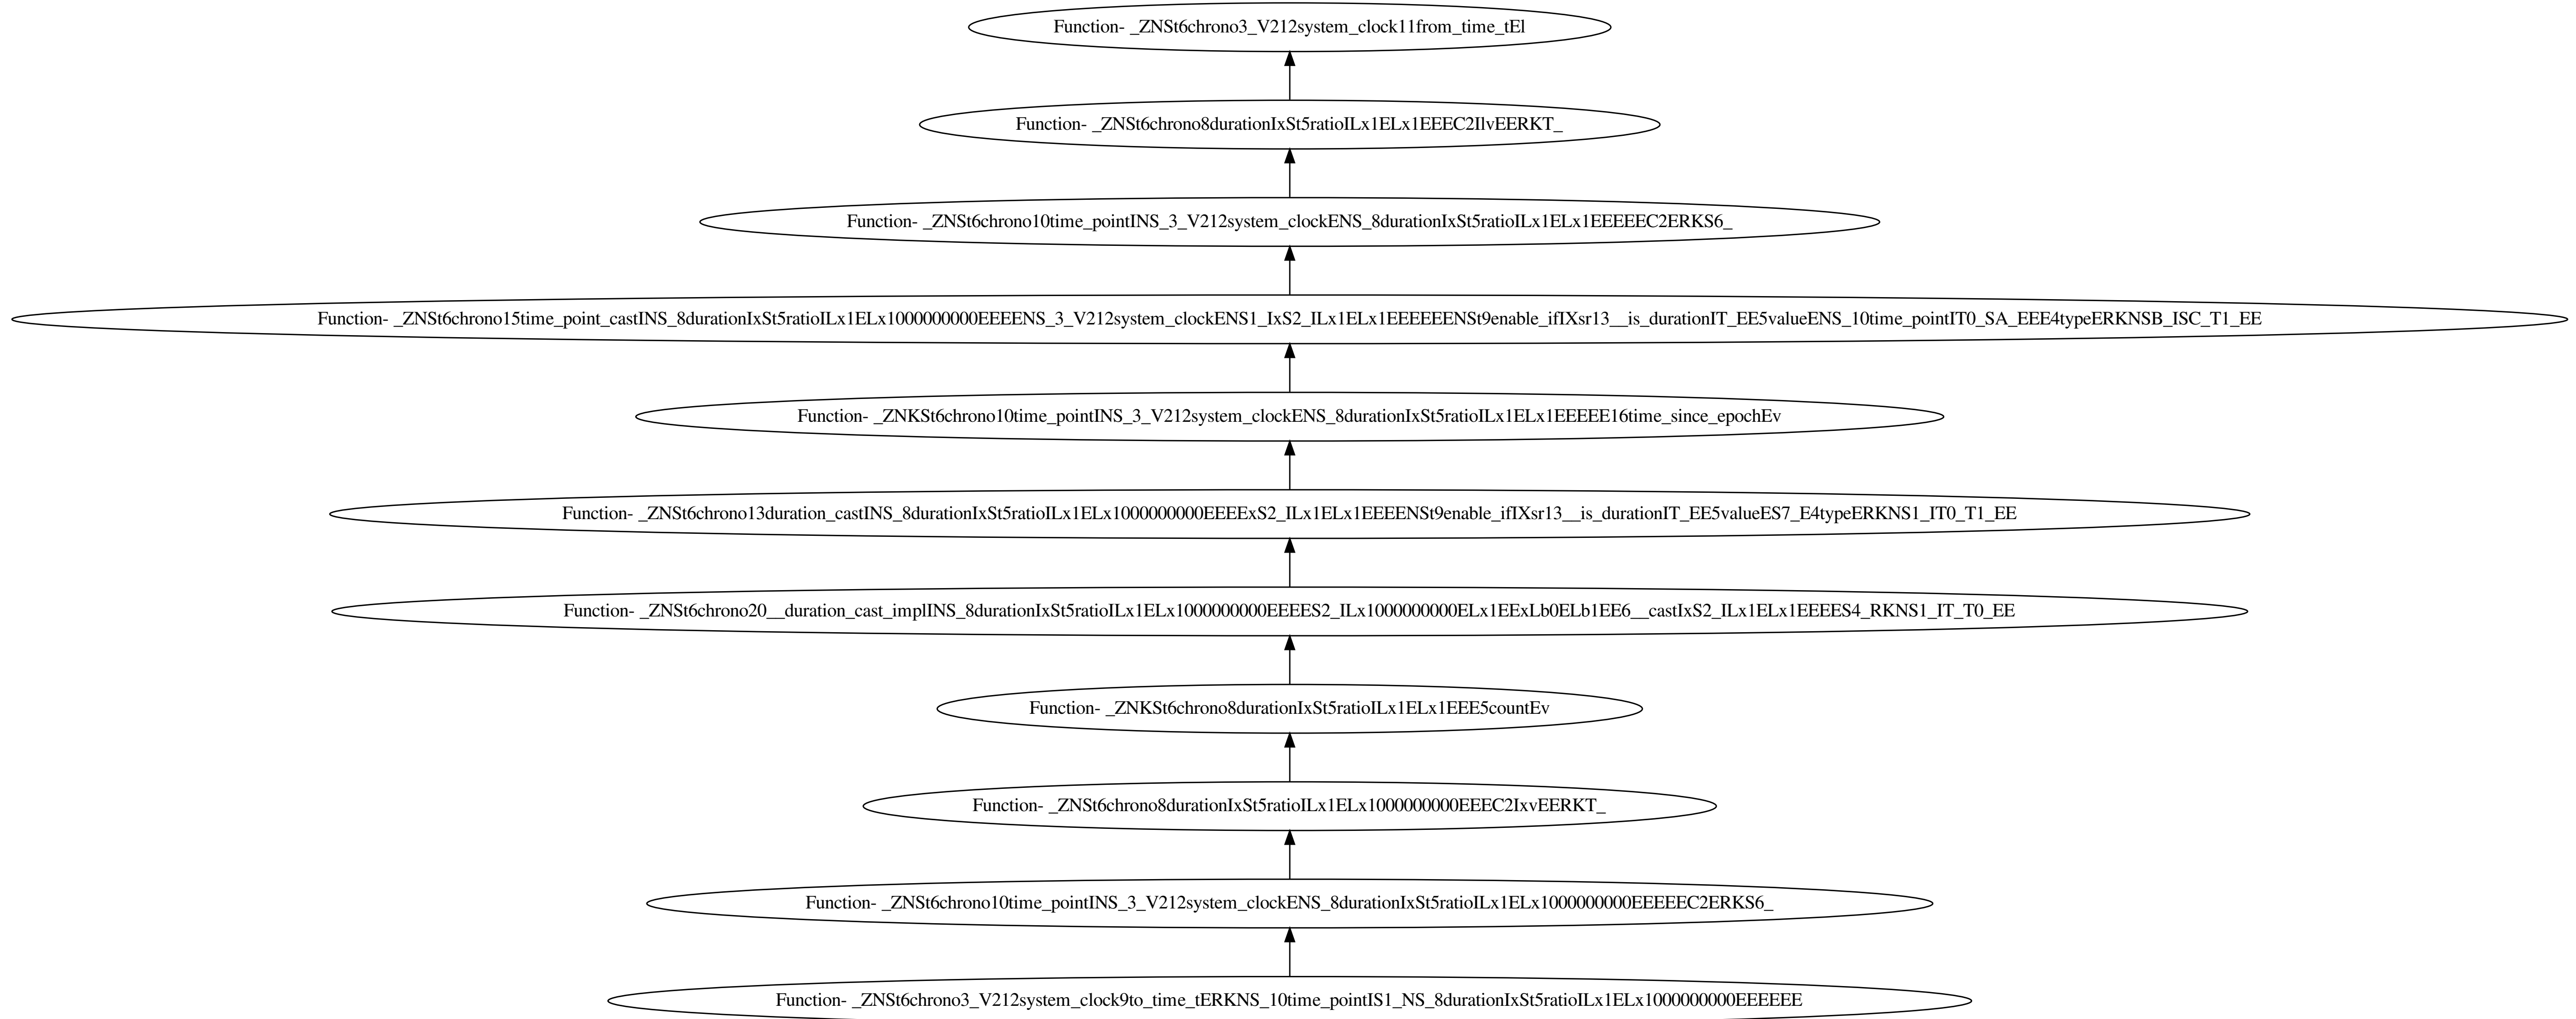 Function- _ZNSt6chrono3_V212system_clock11from_time_tEl
Function- _ZNSt6chrono8durationIxSt5ratioILx1ELx1EEEC2IlvEERKT_
Function- _ZNSt6chrono10time_pointINS_3_V212system_clockENS_8durationIxSt5ratioILx1ELx1EEEEEC2ERKS6_
Function- _ZNSt6chrono15time_point_castINS_8durationIxSt5ratioILx1ELx1000000000EEEENS_3_V212system_clockENS1_IxS2_ILx1ELx1EEEEEENSt9enable_ifIXsr13__is_durationIT_EE5valueENS_10time_pointIT0_SA_EEE4typeERKNSB_ISC_T1_EE
Function- _ZNKSt6chrono10time_pointINS_3_V212system_clockENS_8durationIxSt5ratioILx1ELx1EEEEE16time_since_epochEv
Function- _ZNSt6chrono13duration_castINS_8durationIxSt5ratioILx1ELx1000000000EEEExS2_ILx1ELx1EEEENSt9enable_ifIXsr13__is_durationIT_EE5valueES7_E4typeERKNS1_IT0_T1_EE
Function- _ZNSt6chrono20__duration_cast_implINS_8durationIxSt5ratioILx1ELx1000000000EEEES2_ILx1000000000ELx1EExLb0ELb1EE6__castIxS2_ILx1ELx1EEEES4_RKNS1_IT_T0_EE
Function- _ZNKSt6chrono8durationIxSt5ratioILx1ELx1EEE5countEv
Function- _ZNSt6chrono8durationIxSt5ratioILx1ELx1000000000EEEC2IxvEERKT_
Function- _ZNSt6chrono10time_pointINS_3_V212system_clockENS_8durationIxSt5ratioILx1ELx1000000000EEEEEC2ERKS6_
Function- _ZNSt6chrono3_V212system_clock9to_time_tERKNS_10time_pointIS1_NS_8durationIxSt5ratioILx1ELx1000000000EEEEEE